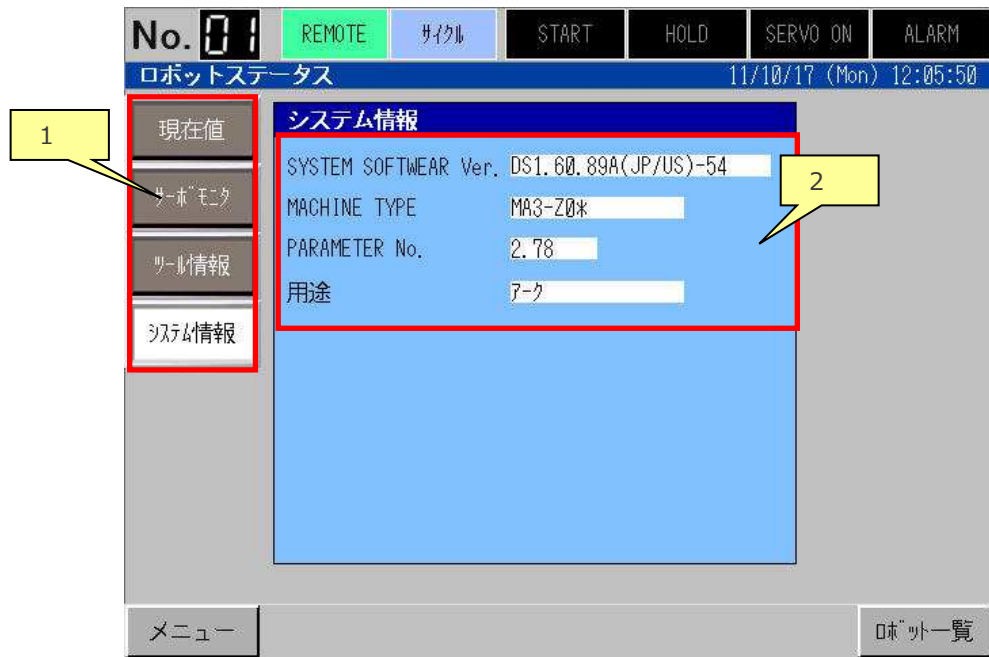 No. 01 REMOTE ｻｲｸﾙ START HOLD SERVO ON ALARM
ロボットステータス 11/10/17 (Mon) 12:05:50
1
現在値
ｻｰﾎﾞﾓﾆﾀ
ﾂｰﾙ情報
ｼｽﾃﾑ情報
システム情報
SYSTEM SOFTWEAR Ver. DS1.60.89A(JP/US)-54
MACHINE TYPE MA3-Z0*
PARAMETER No. 2.78
用途 ｱｰｸ
2
メニュー ﾛﾎﾞｯﾄ一覧